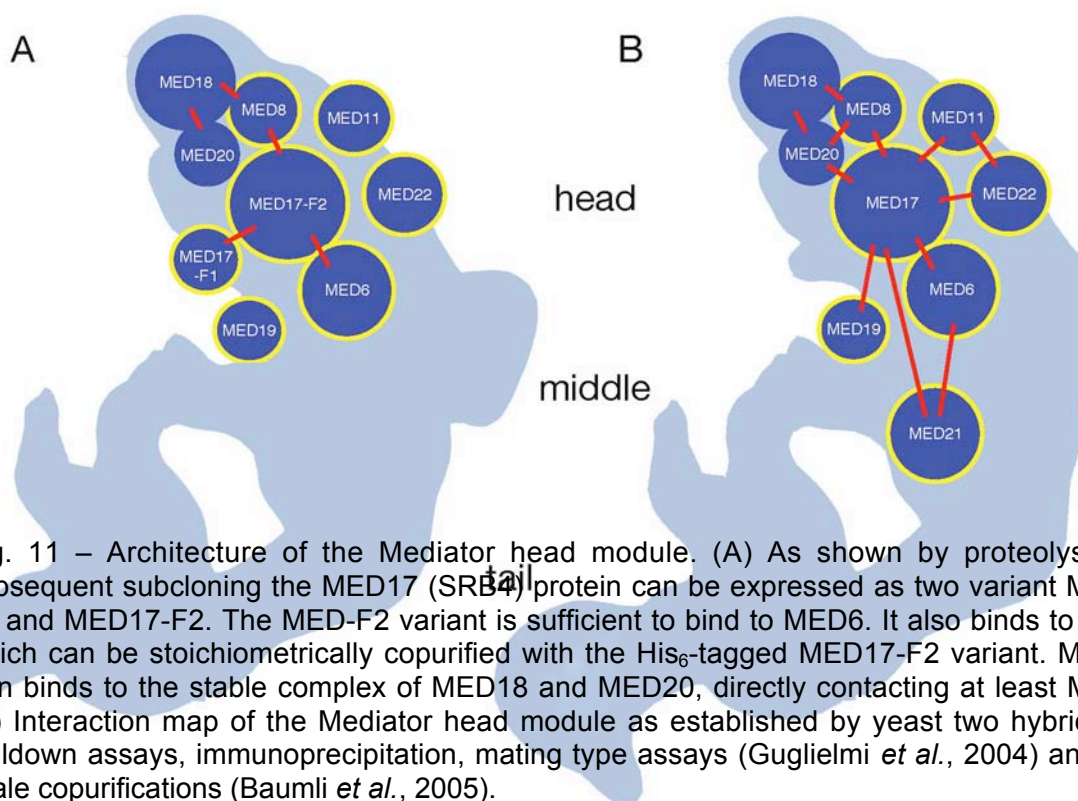 A
B
MED18
MED8
MED11
MED20
MED22
MED17-F2
MED17
-F1
MED6
MED19
MED18
MED8
MED11
MED20
MED22
MED17
MED6
MED19
MED21
head
middle
tail
g. 11 – Architecture of the Mediator head module. (A) As shown by proteolys
bsequent subcloning the MED17 (SRB4) protein can be expressed as two variant M
and MED17-F2. The MED-F2 variant is sufficient to bind to MED6. It also binds to
hich can be stoichiometrically copurified with the His₆-tagged MED17-F2 variant. M
n binds to the stable complex of MED18 and MED20, directly contacting at least M
) Interaction map of the Mediator head module as established by yeast two hybri
lldown assays, immunoprecipitation, mating type assays (Guglielmi et al., 2004) an
ale copurifications (Baumli et al., 2005).